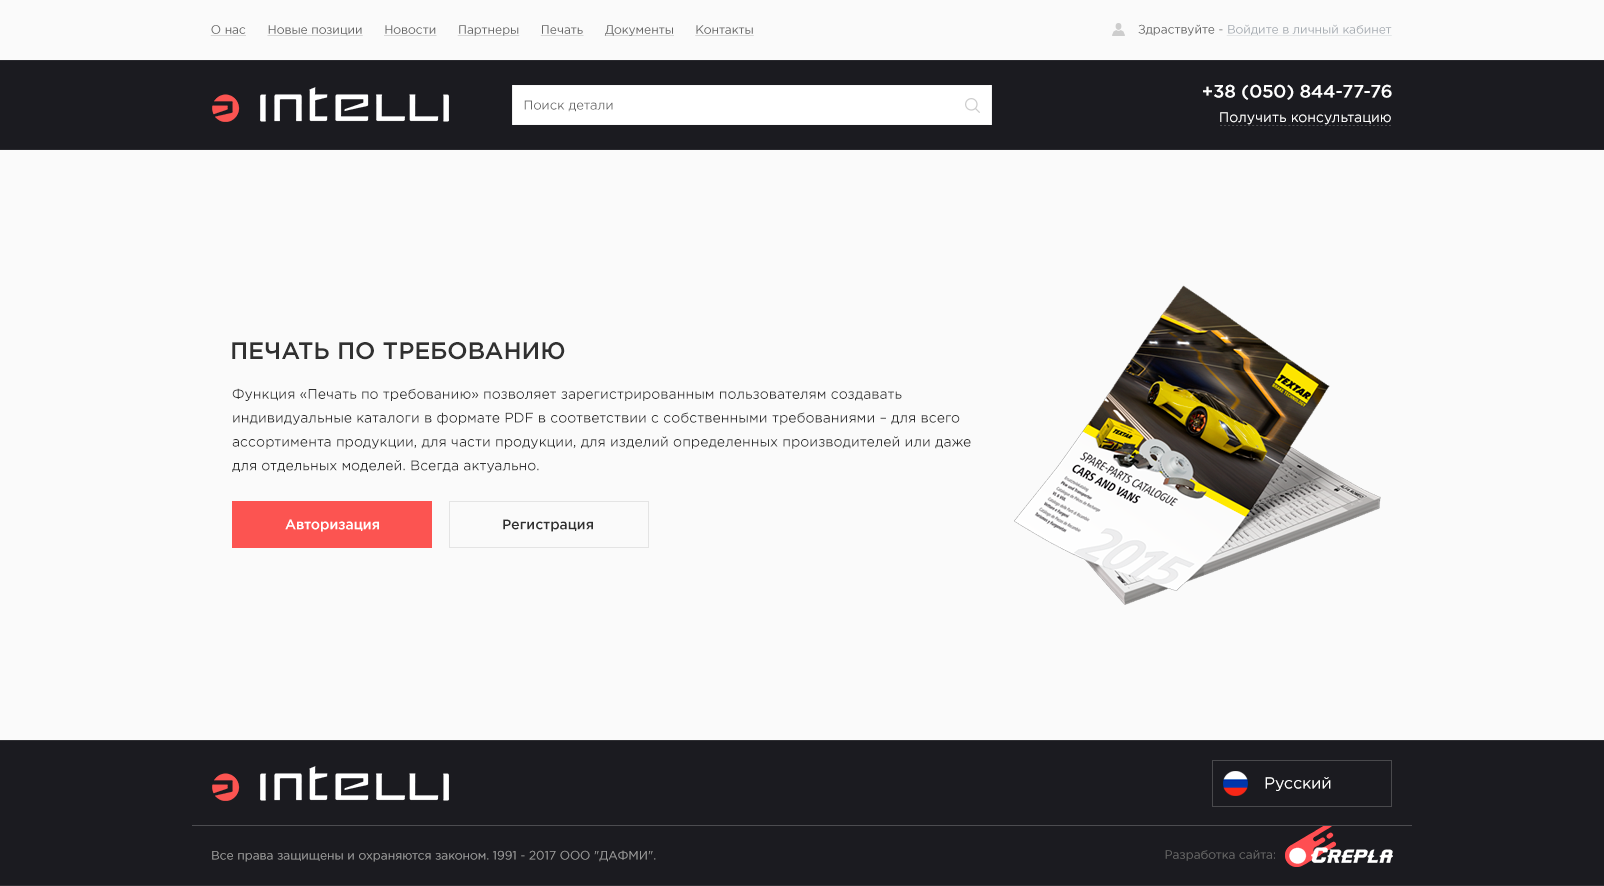 О нас Новые позиции Новости Партнеры Печать Документы Контакты
Здраствуйте - Войдите в личный кабинет
INTELLI
Поиск детали
+38 (050) 844-77-76
Получить консультацию
ПЕЧАТЬ ПО ТРЕБОВАНИЮ
Функция «Печать по требованию» позволяет зарегистрированным пользователям создавать
индивидуальные каталоги в формате PDF в соответствии с собственными требованиями – для всего
ассортимента продукции, для части продукции, для изделий определенных производителей или даже
для отдельных моделей. Всегда актуально.
Авторизация
Регистрация
TEXTAR
TEXTAR
SPARE-PARTS CATALOGUE
CARS AND VANS
2015
ALFA ROMEO
INTELLI
Русский
Все права защищены и охраняются законом. 1991 - 2017 ООО "ДАФМИ".
Разработка сайта:
CREPLA